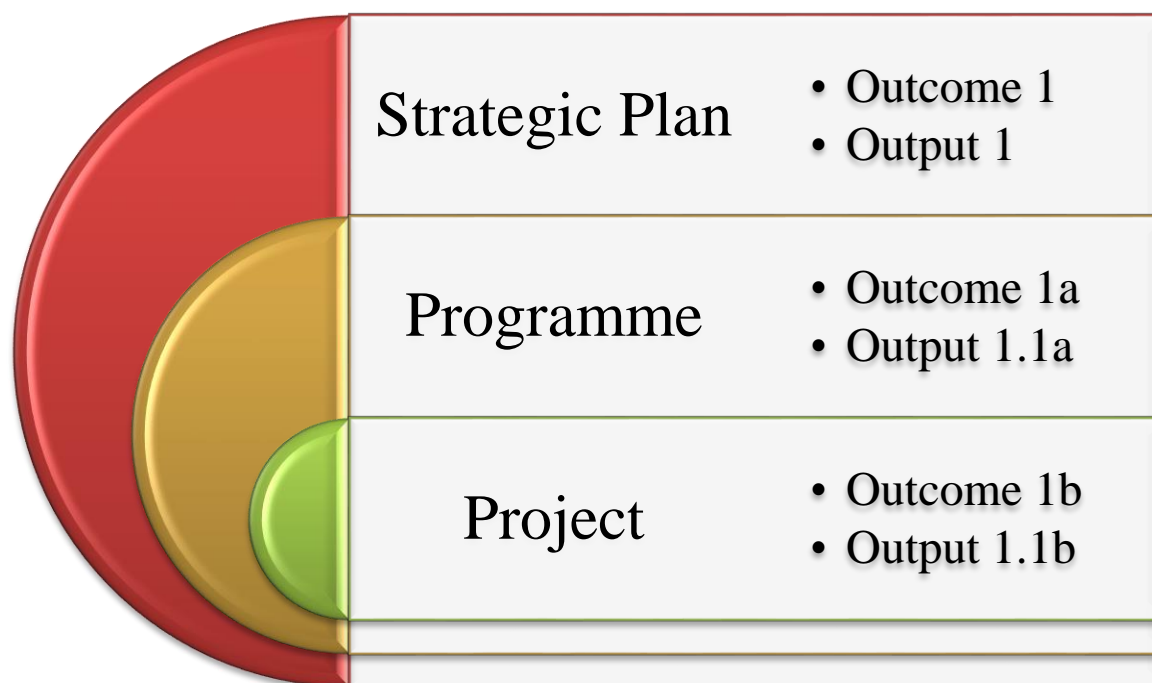 Strategic Plan
• Outcome 1
• Output 1
Programme
• Outcome 1a
• Output 1.1a
Project
• Outcome 1b
• Output 1.1b